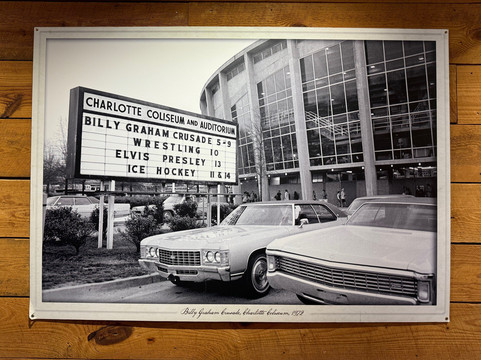 CHARLOTTE COLISEUM AND AUDITORIUM
BILLY GRAHAM CRUSADE 5-9
WRESTLING 10
ELVIS PRESLEY 13
ICE HOCKEY 11 & 14
Billy Graham Crusade, Charlotte Coliseum, 1972